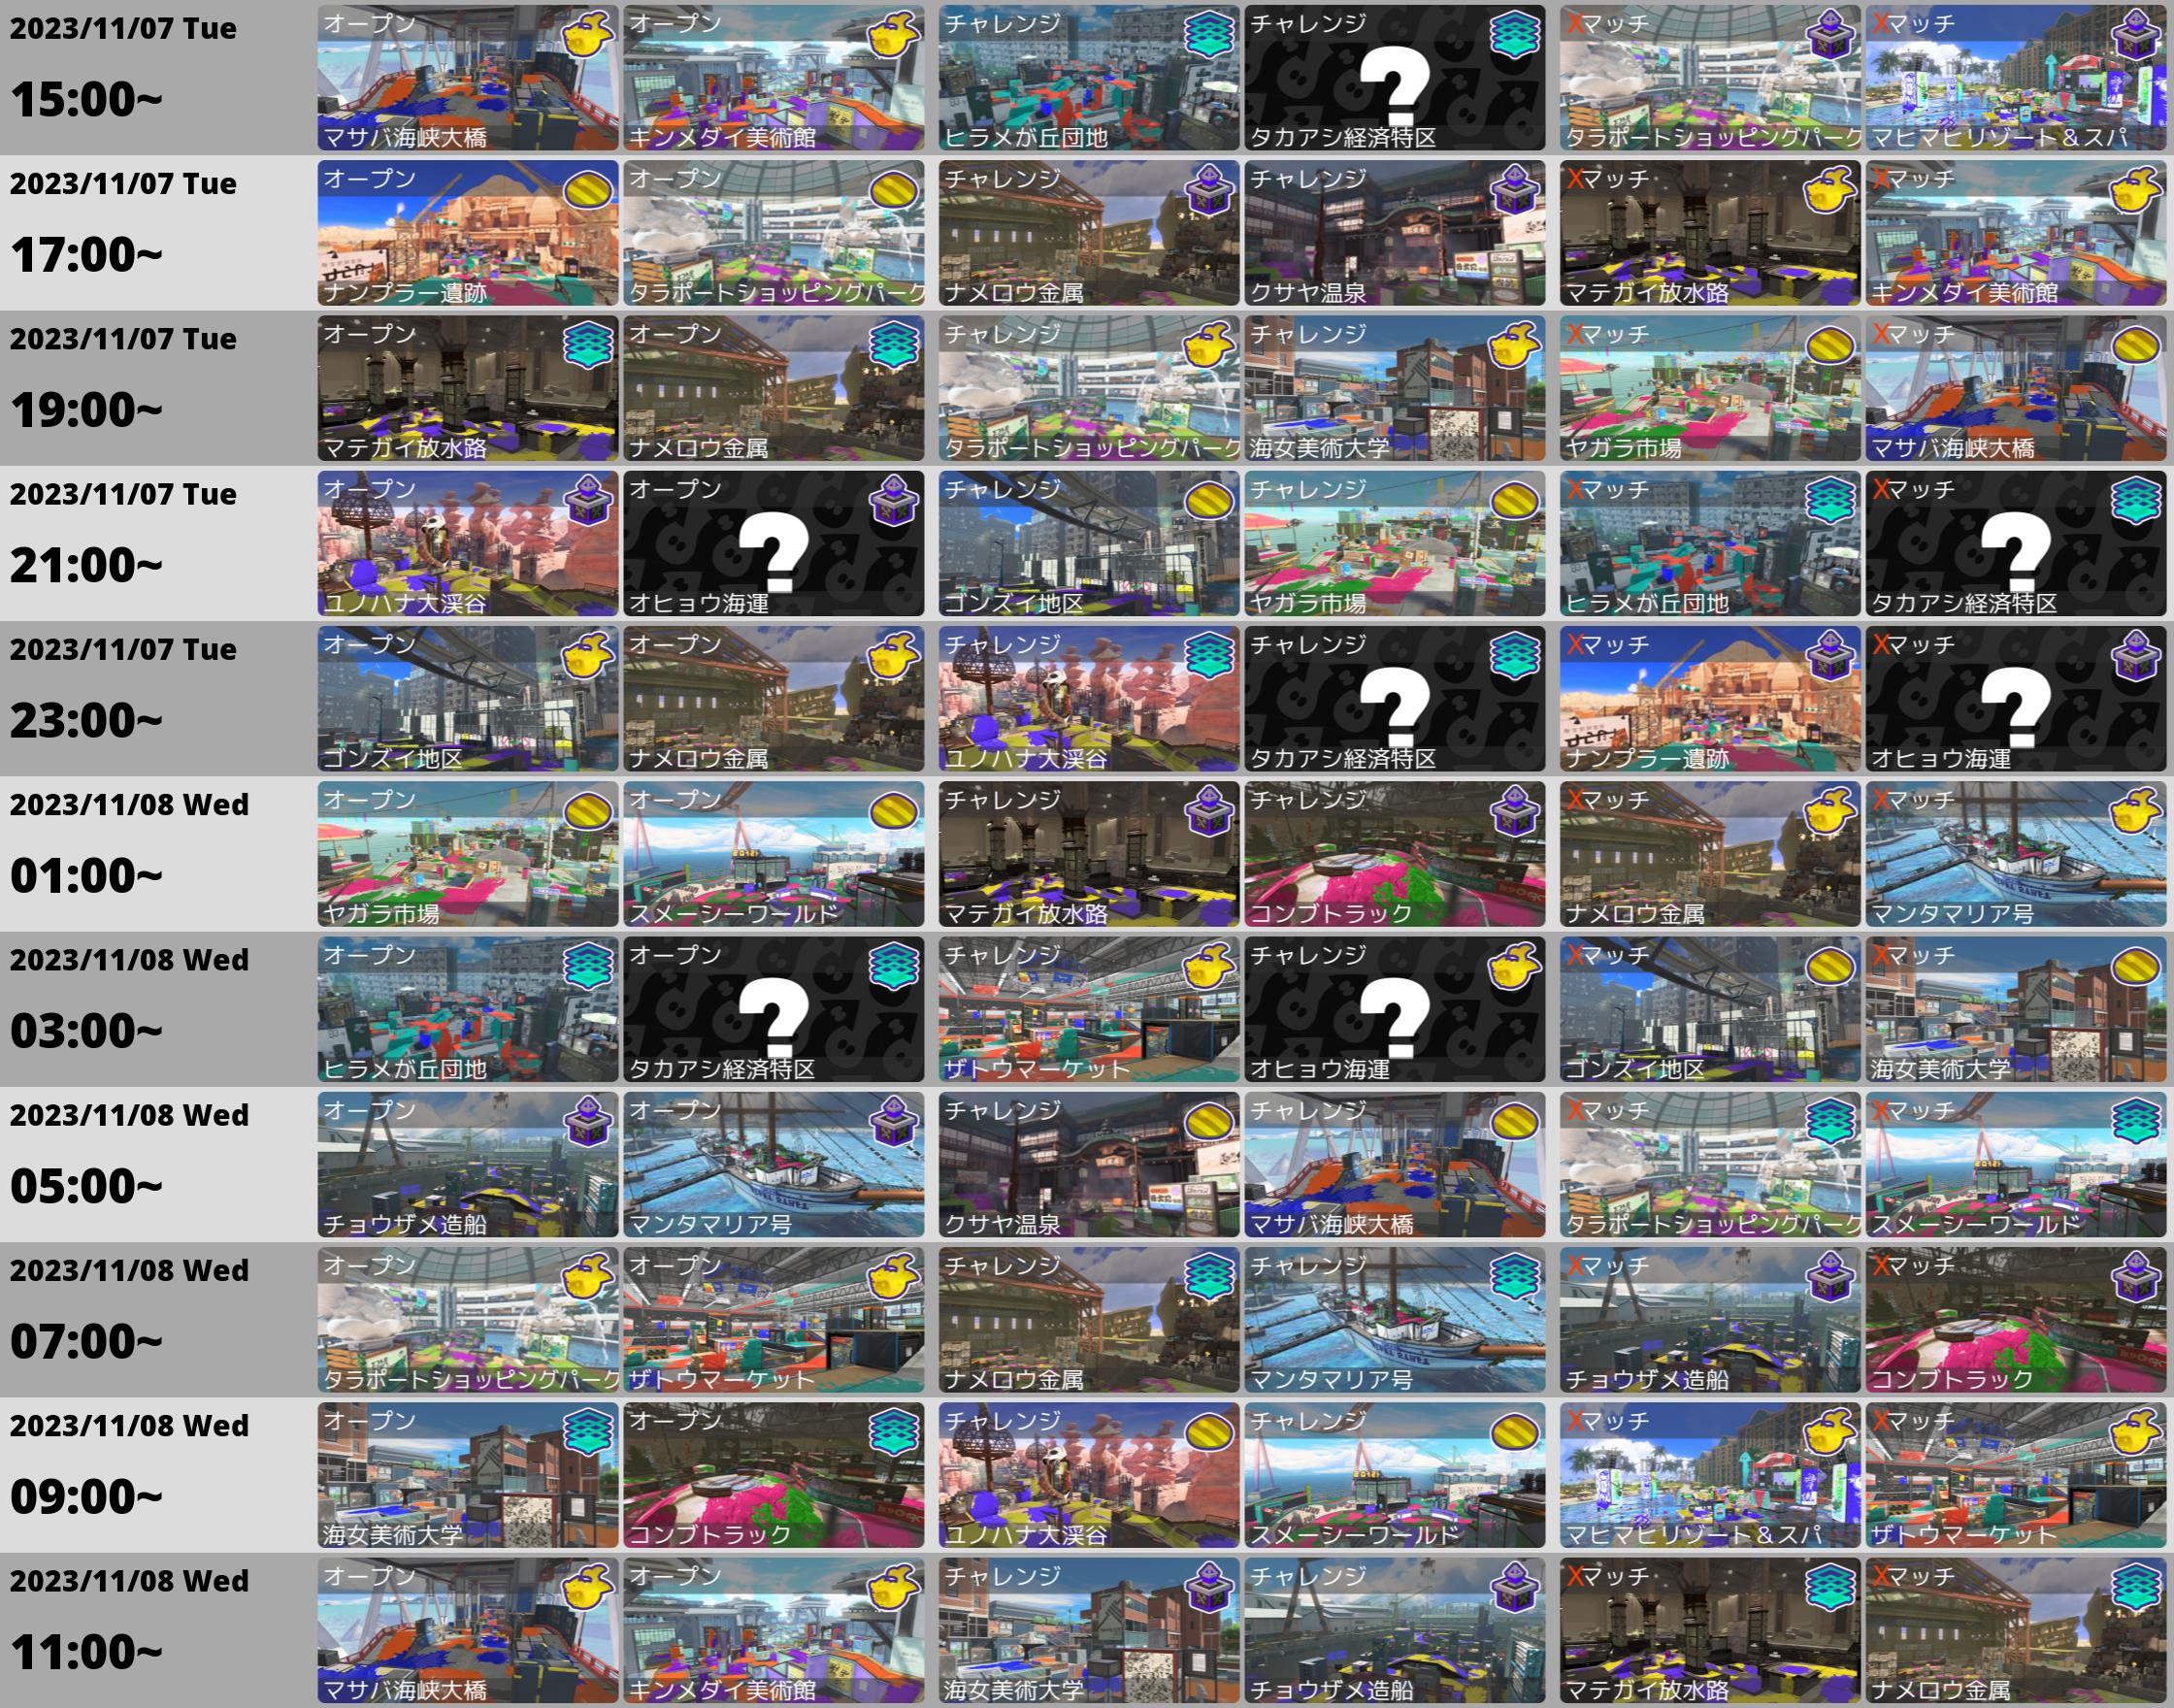 2023/11/07 Tue
15:00~
オープン オープン チャレンジ チャレンジ Xマッチ Xマッチ
マサバ海峡大橋 キンメダイ美術館 ヒラメが丘団地 タカアシ経済特区 タラポートショッピングパーク マヒマヒリゾート&スパ
2023/11/07 Tue
17:00~
オープン オープン チャレンジ チャレンジ Xマッチ Xマッチ
ナンプラー遺跡 タラポートショッピングパーク ナメロウ金属 クサヤ温泉 マテガイ放水路 キンメダイ美術館
2023/11/07 Tue
19:00~
オープン オープン チャレンジ チャレンジ Xマッチ Xマッチ
マテガイ放水路 ナメロウ金属 タラポートショッピングパーク 海女美術大学 ヤガラ市場 マサバ海峡大橋
2023/11/07 Tue
21:00~
オープン オープン チャレンジ チャレンジ Xマッチ Xマッチ
ユノハナ大渓谷 オヒョウ海運 ゴンズイ地区 ヤガラ市場 ヒラメが丘団地 タカアシ経済特区
2023/11/07 Tue
23:00~
オープン オープン チャレンジ チャレンジ Xマッチ Xマッチ
ゴンズイ地区 ナメロウ金属 ユノハナ大渓谷 タカアシ経済特区 ナンプラー遺跡 オヒョウ海運
2023/11/08 Wed
01:00~
オープン オープン チャレンジ チャレンジ Xマッチ Xマッチ
ヤガラ市場 スメーシーワールド マテガイ放水路 コンブトラック ナメロウ金属 マンタマリア号
2023/11/08 Wed
03:00~
オープン オープン チャレンジ チャレンジ Xマッチ Xマッチ
ヒラメが丘団地 タカアシ経済特区 ザトウマーケット オヒョウ海運 ゴンズイ地区 海女美術大学
2023/11/08 Wed
05:00~
オープン オープン チャレンジ チャレンジ Xマッチ Xマッチ
チョウザメ造船 マンタマリア号 クサヤ温泉 マサバ海峡大橋 タラポートショッピングパーク スメーシーワールド
2023/11/08 Wed
07:00~
オープン オープン チャレンジ チャレンジ Xマッチ Xマッチ
タラポートショッピングパーク ザトウマーケット ナメロウ金属 マンタマリア号 チョウザメ造船 コンブトラック
2023/11/08 Wed
09:00~
オープン オープン チャレンジ チャレンジ Xマッチ Xマッチ
海女美術大学 コンブトラック ユノハナ大渓谷 スメーシーワールド マヒマヒリゾート&スパ ザトウマーケット
2023/11/08 Wed
11:00~
オープン オープン チャレンジ チャレンジ Xマッチ Xマッチ
マサバ海峡大橋 キンメダイ美術館 海女美術大学 チョウザメ造船 マテガイ放水路 ナメロウ金属